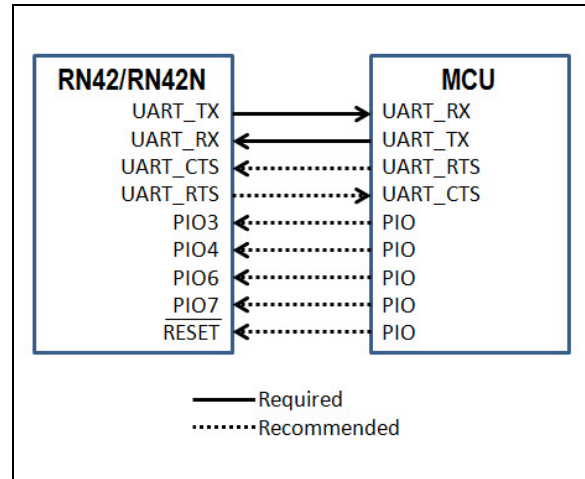 RN42/RN42N MCU
UART_TX UART_RX
UART_RX UART_TX
UART_CTS UART_RTS
UART_RTS UART_CTS
PIO3 PIO
PIO4 PIO
PIO6 PIO
PIO7 PIO
RESET PIO
Required
Recommended